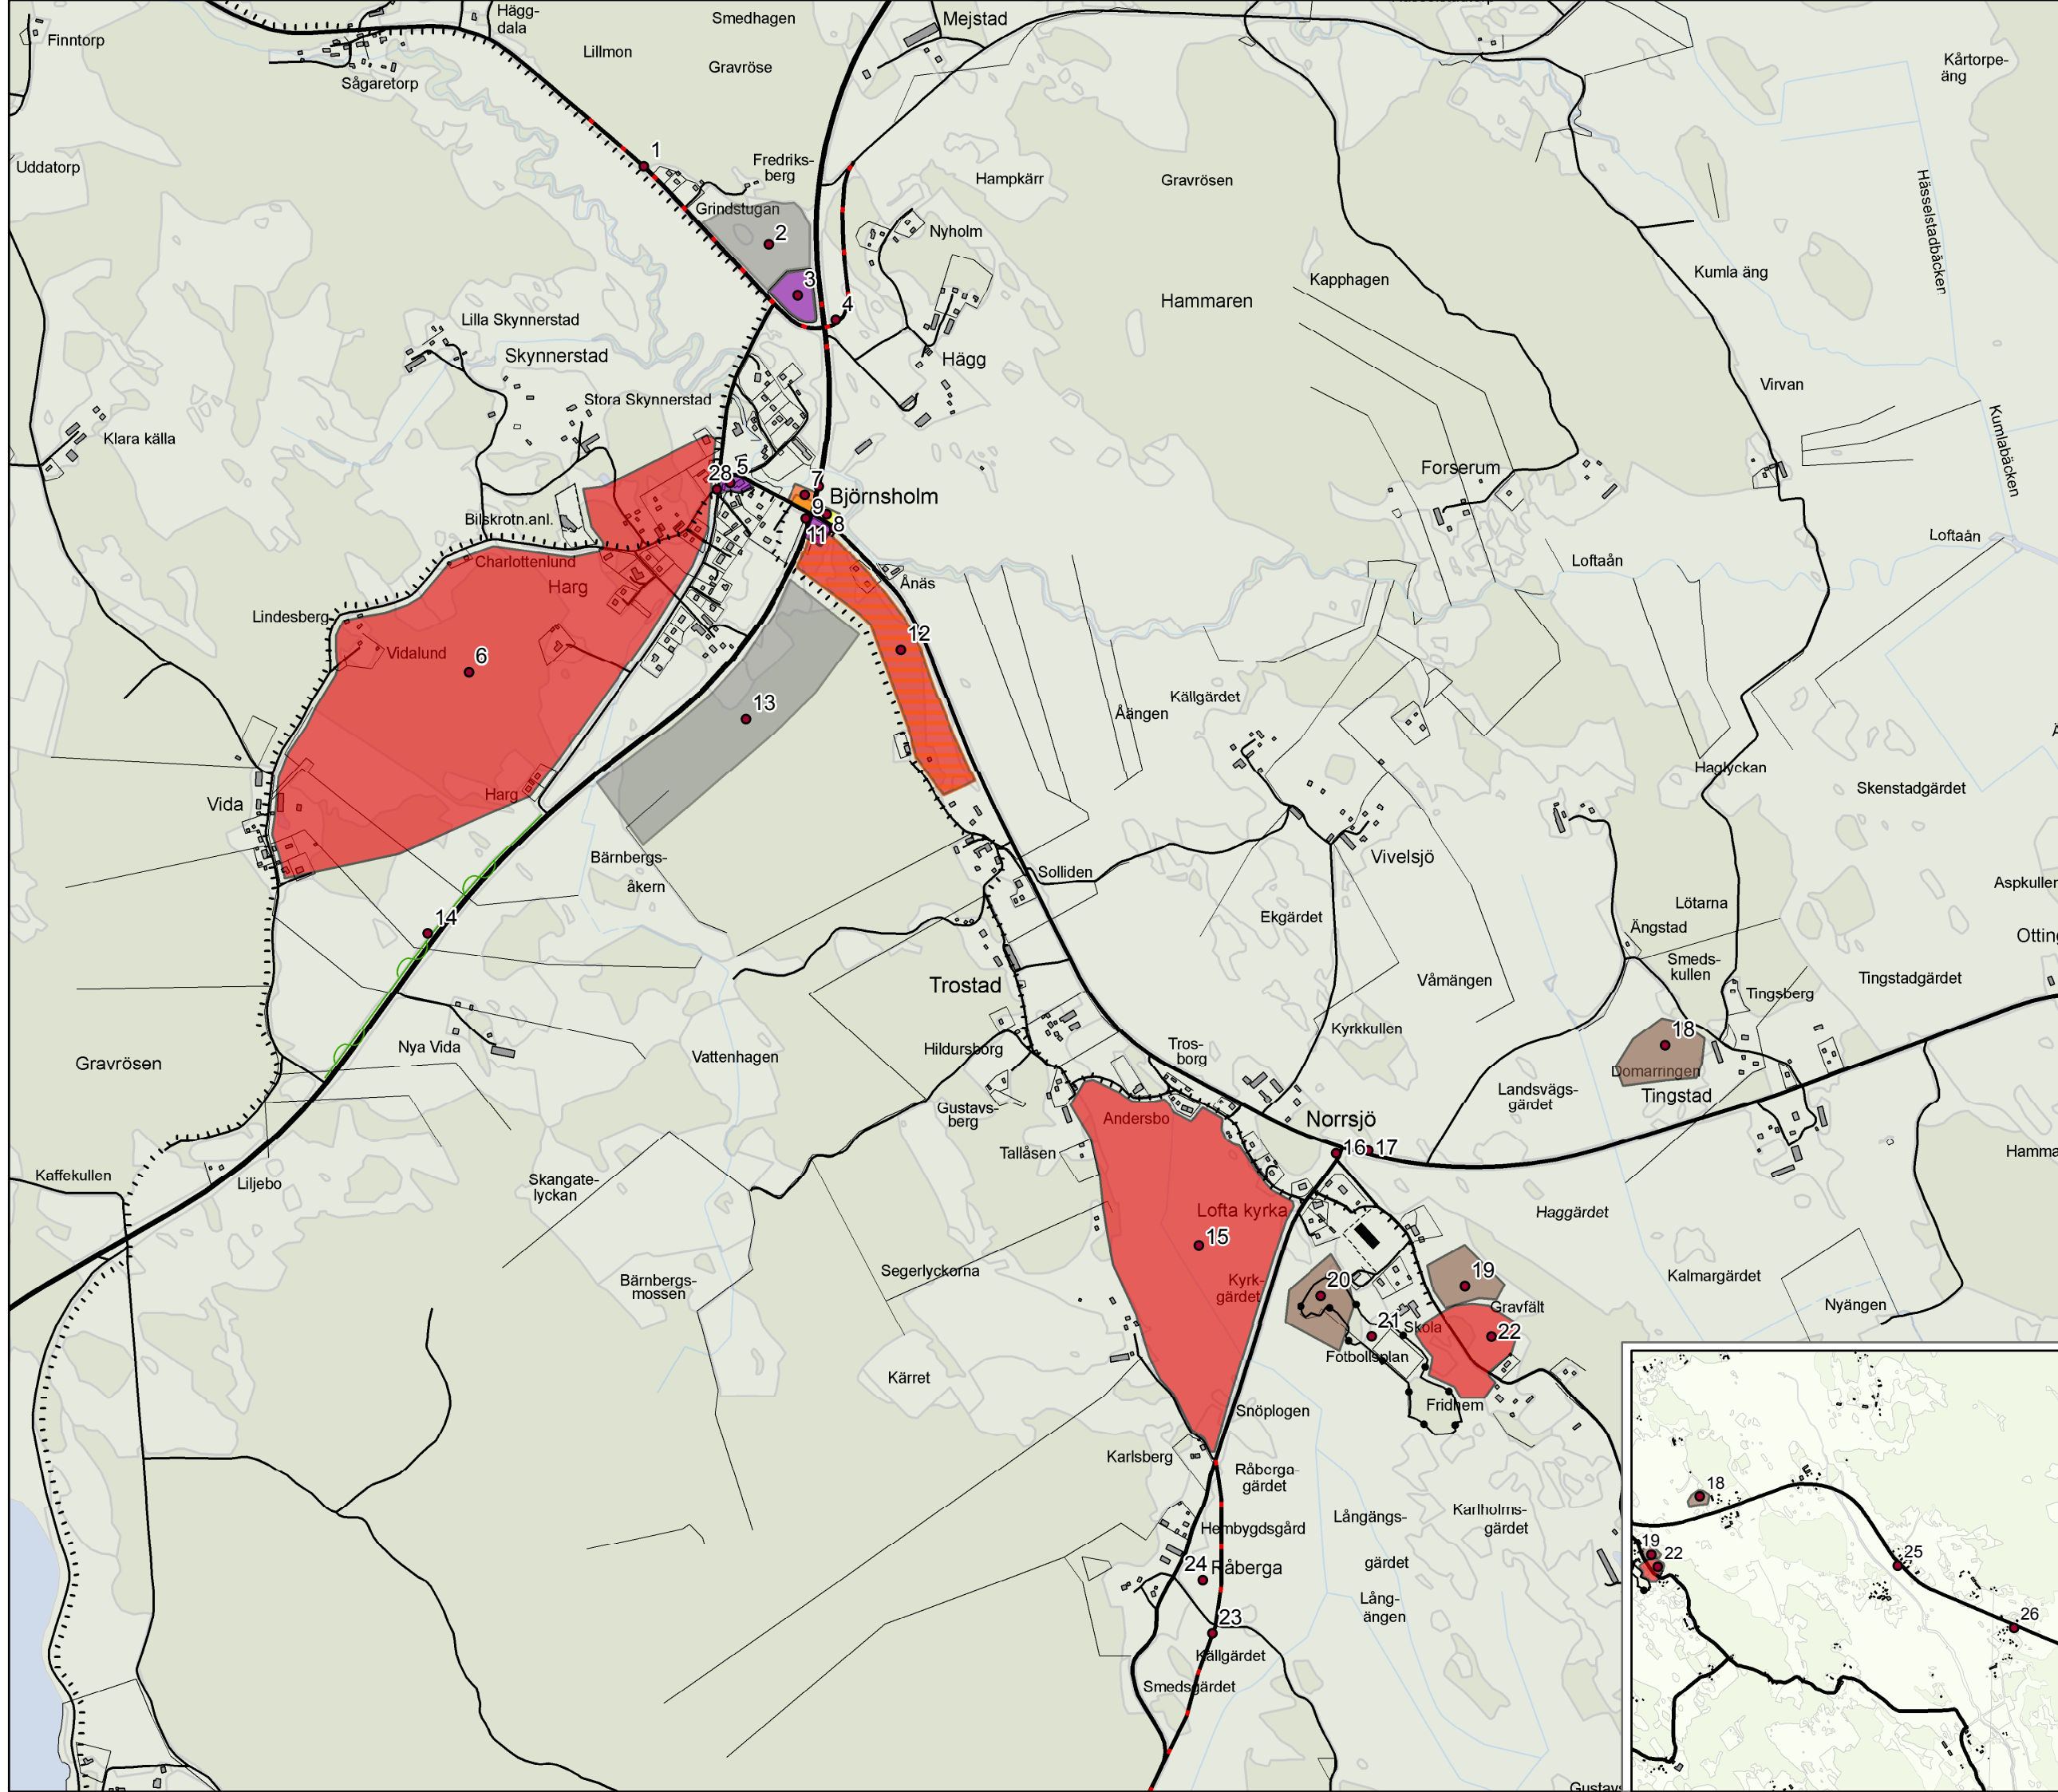 Hägg-
dala
Smedhagen
Mejstad
Finntorp
Lillmon
Gravröse
Kårtorpe-
äng
Sågaretorp
1
Uddatorp
Fredriks-
berg
Hampkärr
Gravrösen
Grindstugan
2
Nyholm
Hässelstadbäcken
3
Kapphagen
Kumla äng
4
Hammaren
Lilla Skynnerstad
Skynnerstad
Hägg
Virvan
Stora Skynnerstad
Klara källa
Kumlabäcken
28
5
7
Forserum
Björnsholm
9
8
11
Bilskrotn.anl.
Loftaån
Charlottenlund
Loftaån
Harg
Ånäs
Lindesberg
12
Vidalund
6
13
Källgärdet
Åängen
Haglyckan
Skenstadgärdet
Harg
Vida
Bärnbergs-
åkern
Vivelsjö
Solliden
Aspkuller
Lötarna
14
Ekgärdet
Ängstad
Otting
Smeds-
kullen
Våmängen
Tingstadgärdet
Trostad
Tingsberg
Kyrkkullen
18
Nya Vida
Hildursborg
Tros-
borg
Vattenhagen
Gravrösen
Domarringen
Landsvägs-
gärdet
Tingstad
Gustavs-
berg
Andersbo
Norrsjö
16
17
Tallåsen
Hamma
Kaffekullen
Liljebo
Skangate-
lyckan
Lofta kyrka
Haggärdet
15
Segerlyckorna
19
Kalmargärdet
Bärnbergs-
mossen
Kyrk-
gärdet
20
Gravfält
Nyängen
21
Skola
22
Fotbollsplan
Kärret
Fridhem
Snöplogen
Karlsberg
Råberga-
gärdet
18
Långängs-
gärdet
Karlholms-
gärdet
Hembygdsgård
19
22
25
24
Råberga
Lång-
ängen
23
26
Källgärdet
Smedsgärdet
Gustavs